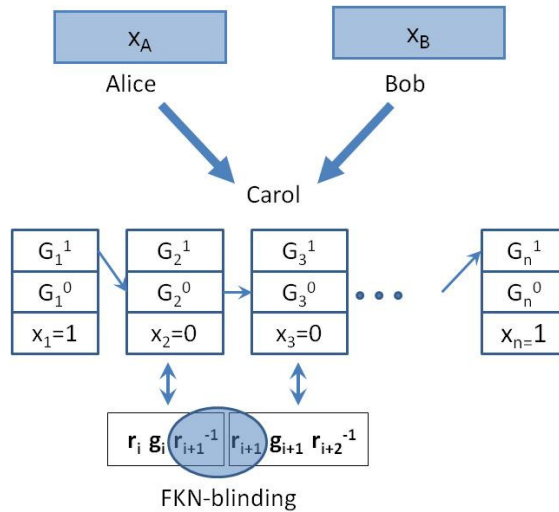 x_A x_B
Alice Bob
Carol
G_1^1 G_2^1 G_3^1 G_n^1
G_1^0 G_2^0 G_3^0 G_n^0
x_1=1 x_2=0 x_3=0 x_n=1
r_i g_i r_{i+1}^{-1} r_{i+1} g_{i+1} r_{i+2}^{-1}
FKN-blinding